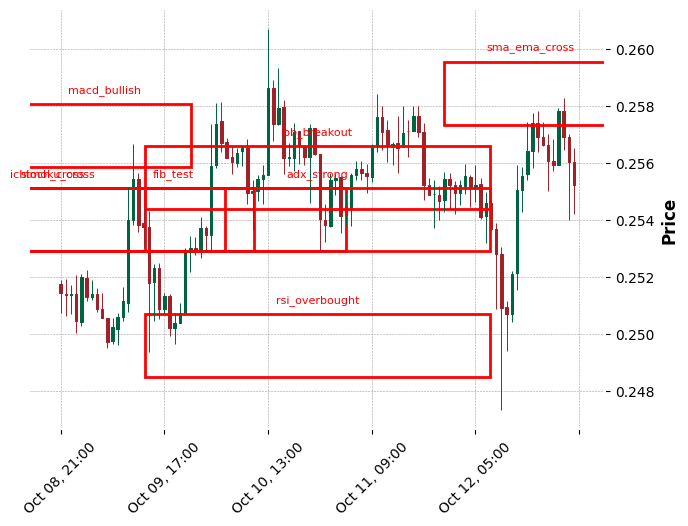 sma_ema_cross
macd_bullish
bb_breakout
stoch_cross
fib_test
adx_strong
rsi_overbought
0.260
0.258
0.256
0.254
0.252
0.250
0.248
Price
Oct 08, 21:00
Oct 09, 17:00
Oct 10, 13:00
Oct 11, 09:00
Oct 12, 05:00